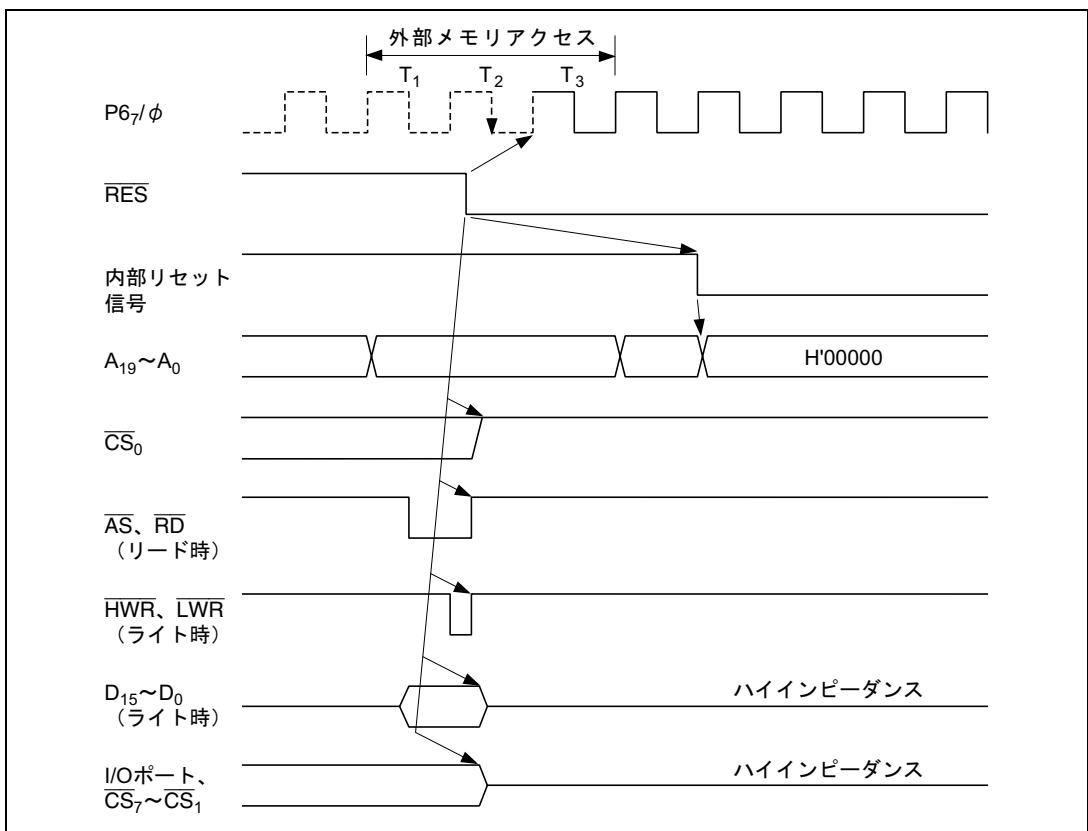 外部メモリアクセス
T1 T2 T3
P67/φ
RES
内部リセット
信号
A19～A0
H'00000
CS0
AS、RD
（リード時）
HWR、LWR
（ライト時）
D15～D0
（ライト時）
ハイインピーダンス
I/Oポート、
CS7～CS1
ハイインピーダンス